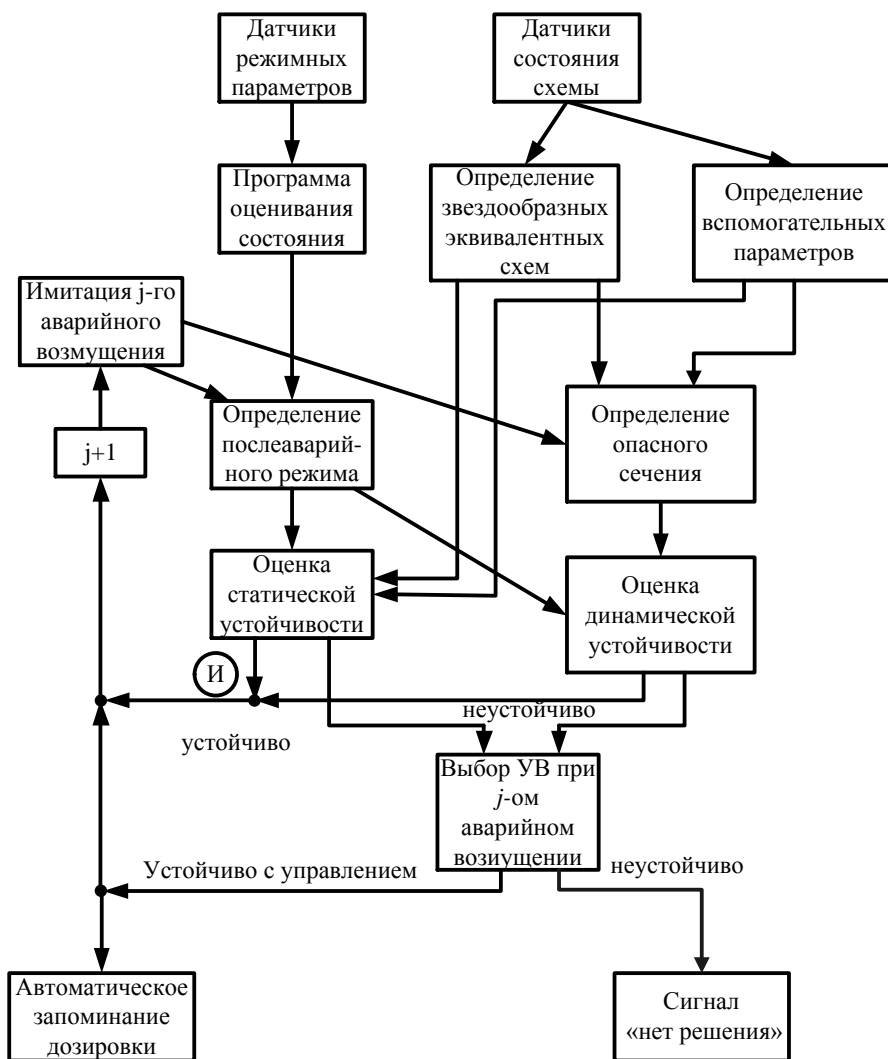 Датчики
режимных
параметров
Датчики
состояния
схемы
Программа
оценивания
состояния
Определение
звездообразных
эквивалентных
схем
Определение
вспомогательных
параметров
Имитация j-го
аварийного
возмущения
j+1
Определение
послеаварий-
ного режима
Определение
опасного
сечения
Оценка
статической
устойчивости
Оценка
динамической
устойчивости
И
неустойчиво
устойчиво
Выбор УВ при
j-ом
аварийном
возиущении
Устойчиво с управлением
неустойчиво
Автоматическое
запоминание
дозировки
Сигнал
«нет решения»